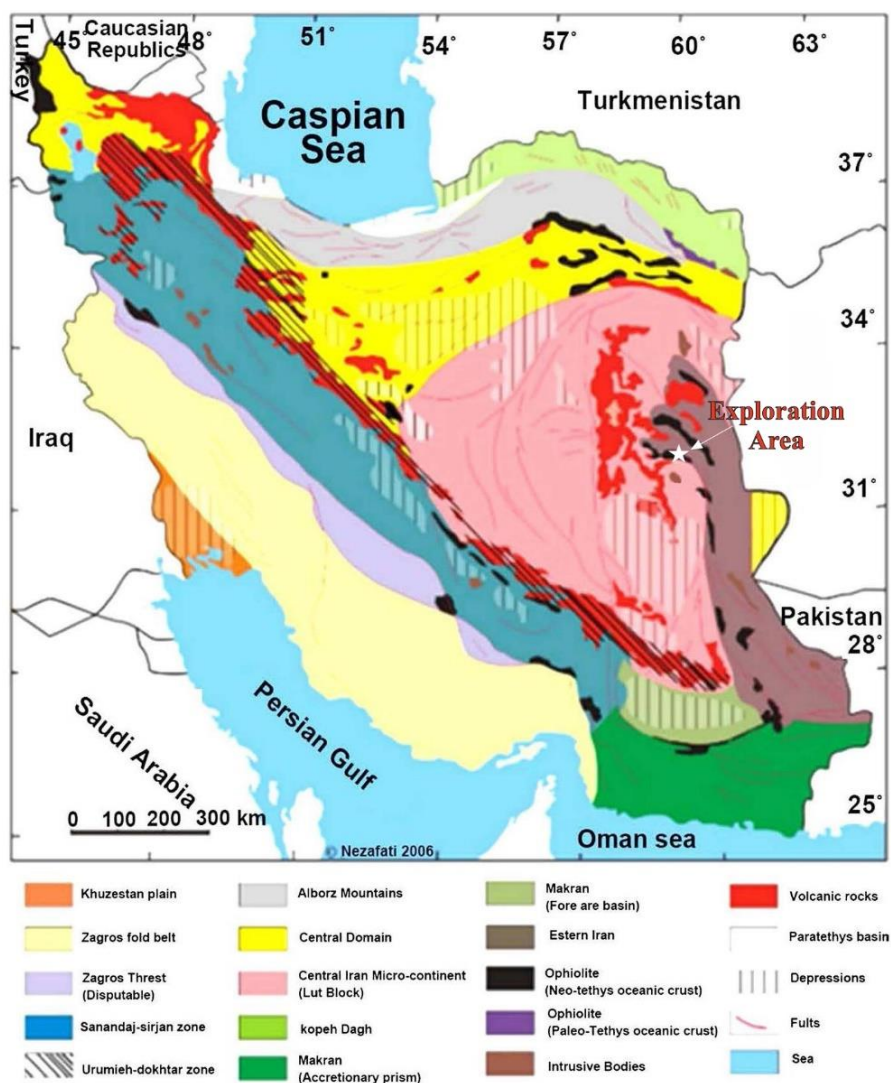 45°
Caucasian
Republics
48°
51°
54°
57°
60°
63°
Turkey
Caspian
Sea
Turkmenistan
37°
34°
Exploration
Area
Iraq
31°
Pakistan
28°
Persian Gulf
Saudi Arabia
25°
0 100 200 300 km
Oman sea
© Nezafati 2006
Khuzestan plain
Alborz Mountains
Makran
(Fore are basin)
Volcanic rocks
Zagros fold belt
Central Domain
Estern Iran
Paratethys basin
Zagros Threst
(Disputable)
Central Iran Micro-continent
(Lut Block)
Ophiolite
(Neo-tethys oceanic crust)
Depressions
Sanandaj-sirjan zone
kopeh Dagh
Ophiolite
(Paleo-Tethys oceanic crust)
Fults
Urumieh-dokhtar zone
Makran
(Accretionary prism)
Intrusive Bodies
Sea